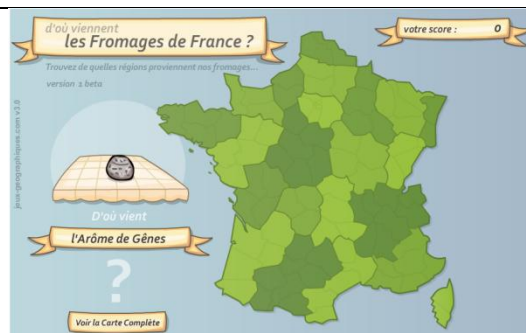 d'où viennent
les Fromages de France ?
votre score : 0
Trouvez de quelles régions proviennent nos fromages...
version 1 beta
jeux-geographiques.com v1.0
D'où vient
l'Arôme de Gênes
?
Voir la Carte Complète